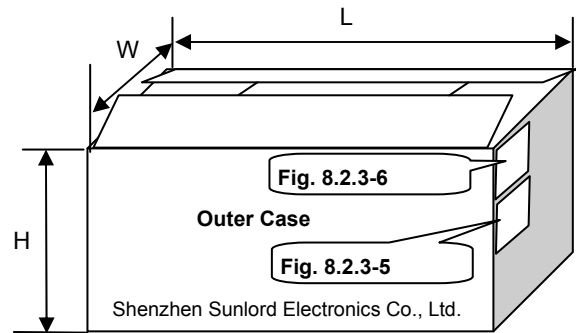 L
W
Fig. 8.2.3-6
Outer Case
H
Fig. 8.2.3-5
Shenzhen Sunlord Electronics Co., Ltd.